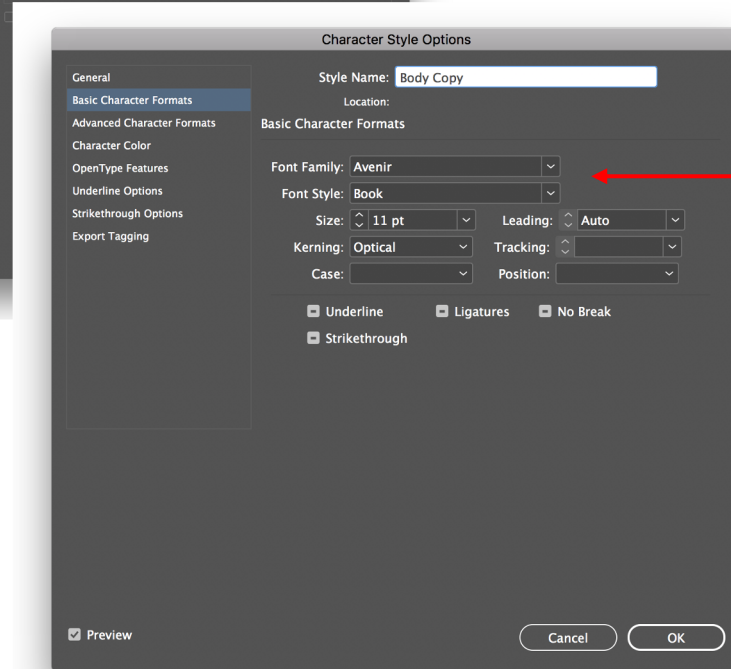 Character Style Options
General
Basic Character Formats
Advanced Character Formats
Character Color
OpenType Features
Underline Options
Strikethrough Options
Export Tagging
Style Name: Body Copy
Location:
Basic Character Formats
Font Family: Avenir
Font Style: Book
Size: 11 pt Leading: Auto
Kerning: Optical Tracking:
Case: Position:
Underline Ligatures No Break
Strikethrough
Preview Cancel OK